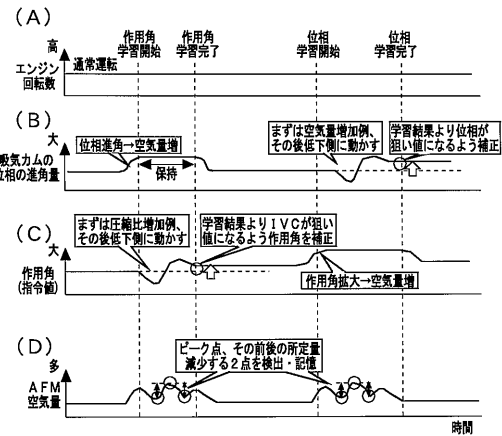 (A)
作用角
学習開始
作用角
学習完了
位相
学習開始
位相
学習完了
高
通常運転
エンジン
回転数
(B)
大
位相進角→空気量増
まずは空気量増加例、
その後低下側に動かす
学習結果より位相が
狙い値になるよう補正
吸気カムの
位相の進角量
保持
まずは圧縮比増加例、
その後低下側に動かす
学習結果よりIVCが狙い
値になるよう作用角を補正
(C)
大
作用角
(指令値)
作用角拡大→空気量増
(D)
多
ピーク点、その前後の所定量
減少する2点を検出・記憶
AFM
空気量
時間